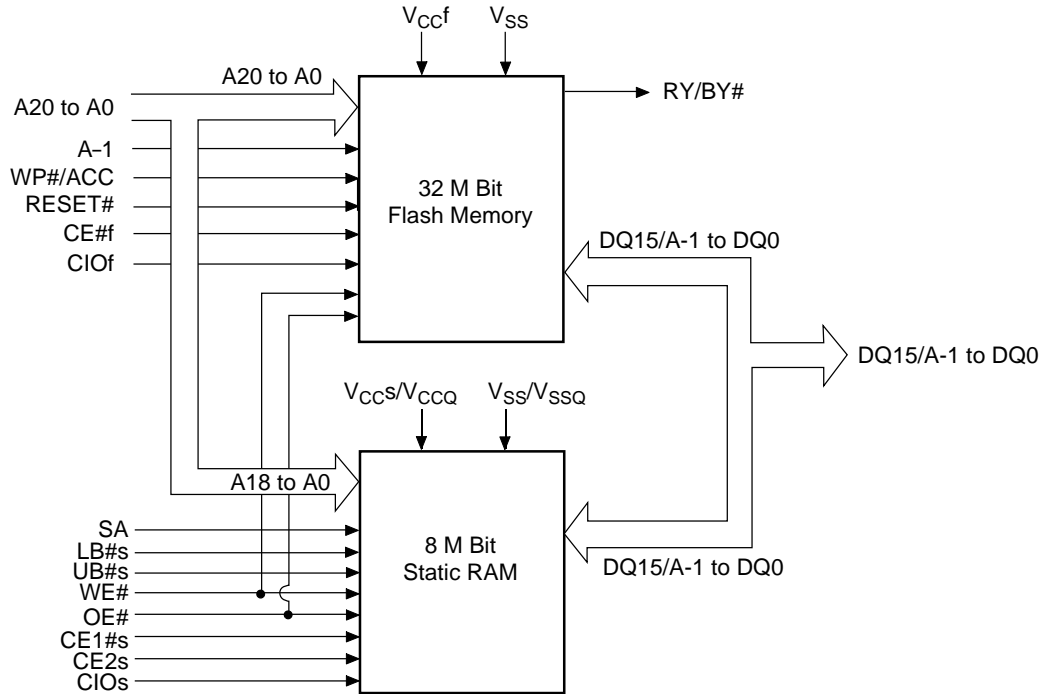 VCCf
VSS
A20 to A0
A20 to A0
A–1
WP#/ACC
RESET#
CE#f
CIOf
32 M Bit
Flash Memory
RY/BY#
DQ15/A-1 to DQ0
DQ15/A-1 to DQ0
VCCs/VCCQ
VSS/VSSQ
A18 to A0
SA
LB#s
UB#s
WE#
OE#
CE1#s
CE2s
CIOs
8 M Bit
Static RAM
DQ15/A-1 to DQ0